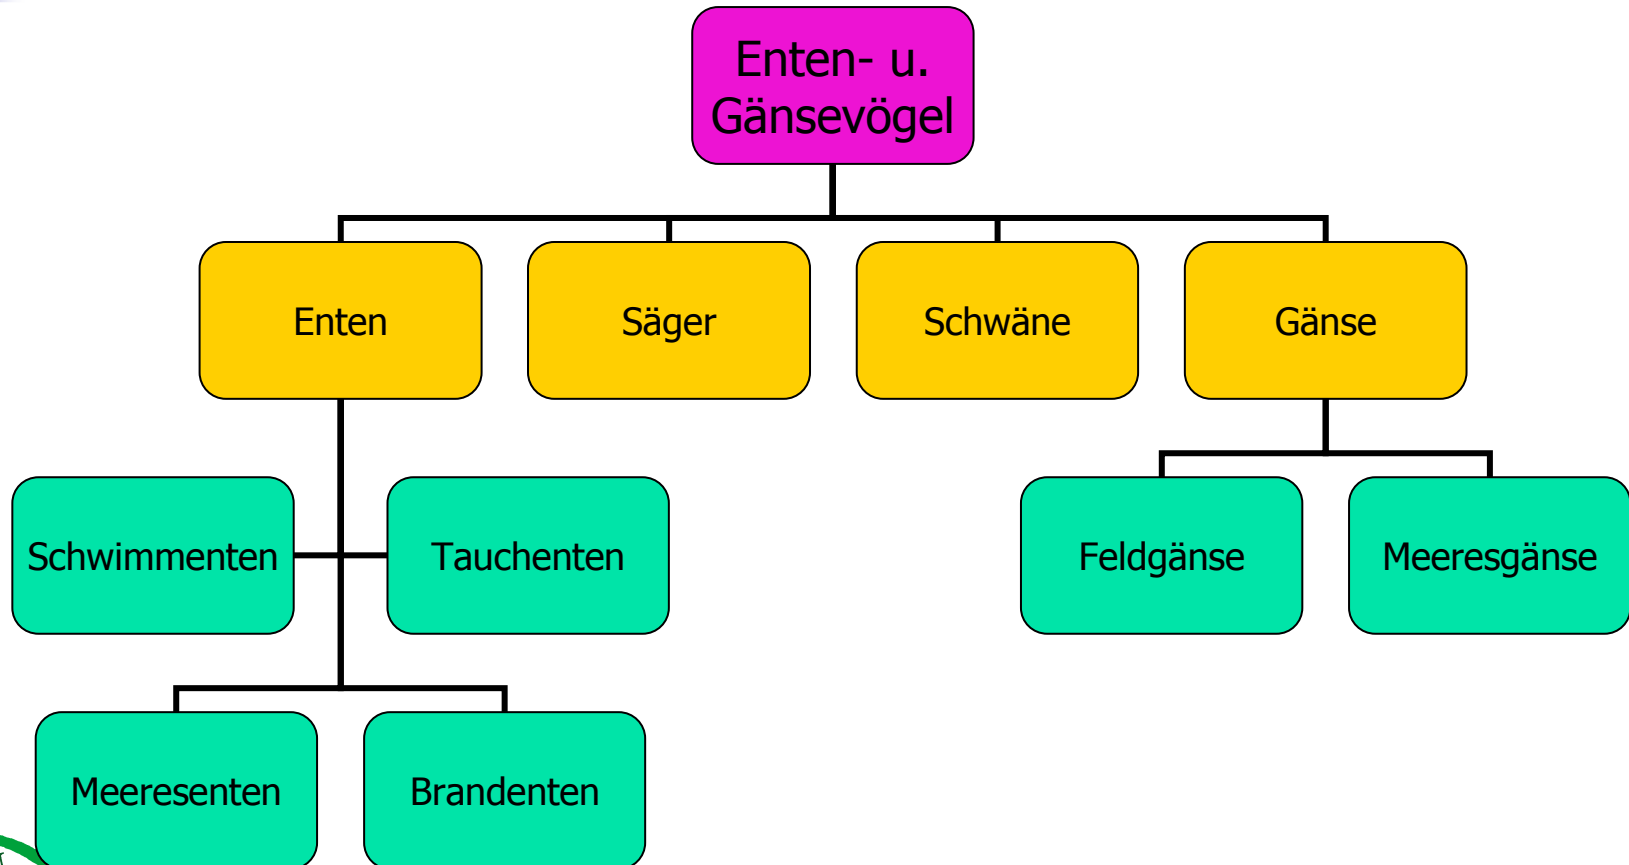 Enten- u.
Gänsevögel
Enten
Säger
Schwäne
Gänse
Schwimmenten
Tauchenten
Feldgänse
Meeresgänse
Meeresenten
Brandenten